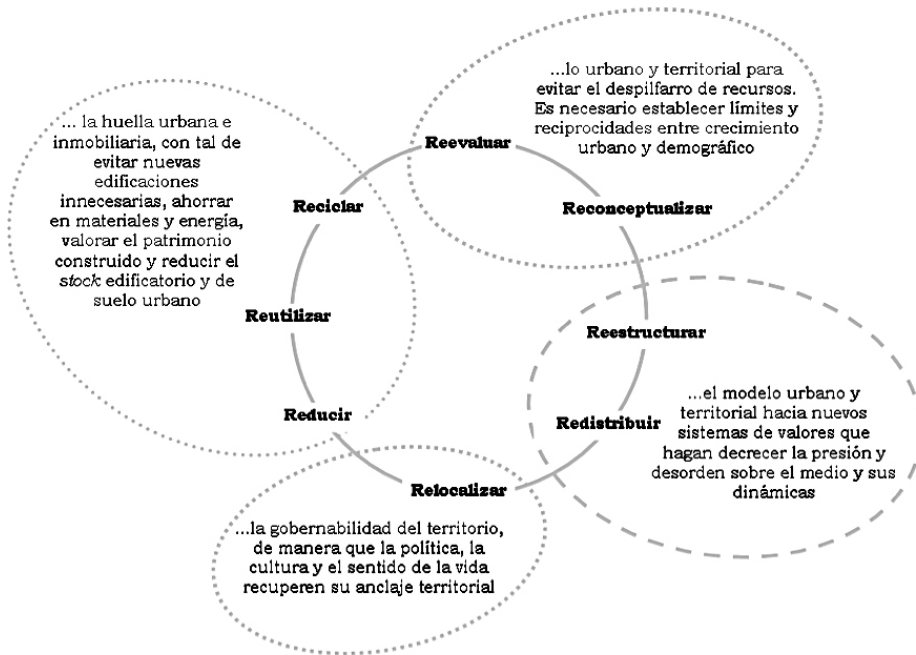 ...lo urbano y territorial para
evitar el despilfarro de recursos.
Es necesario establecer límites y
reciprocidades entre crecimiento
urbano y demográfico
Reevaluar
Reconceptualizar
Reestructurar
Redistribuir
...el modelo urbano y
territorial hacia nuevos
sistemas de valores que
hagan decrecer la presión y
desorden sobre el medio y sus
dinámicas
Relocalizar
...la gobernabilidad del territorio,
de manera que la política, la
cultura y el sentido de la vida
recuperen su anclaje territorial
... la huella urbana e
inmobiliaria, con tal de
evitar nuevas
edificaciones
innecesarias, ahorrar
en materiales y energía,
valorar el patrimonio
construido y reducir el
stock edificatorio y de
suelo urbano
Reciclar
Reutilizar
Reducir